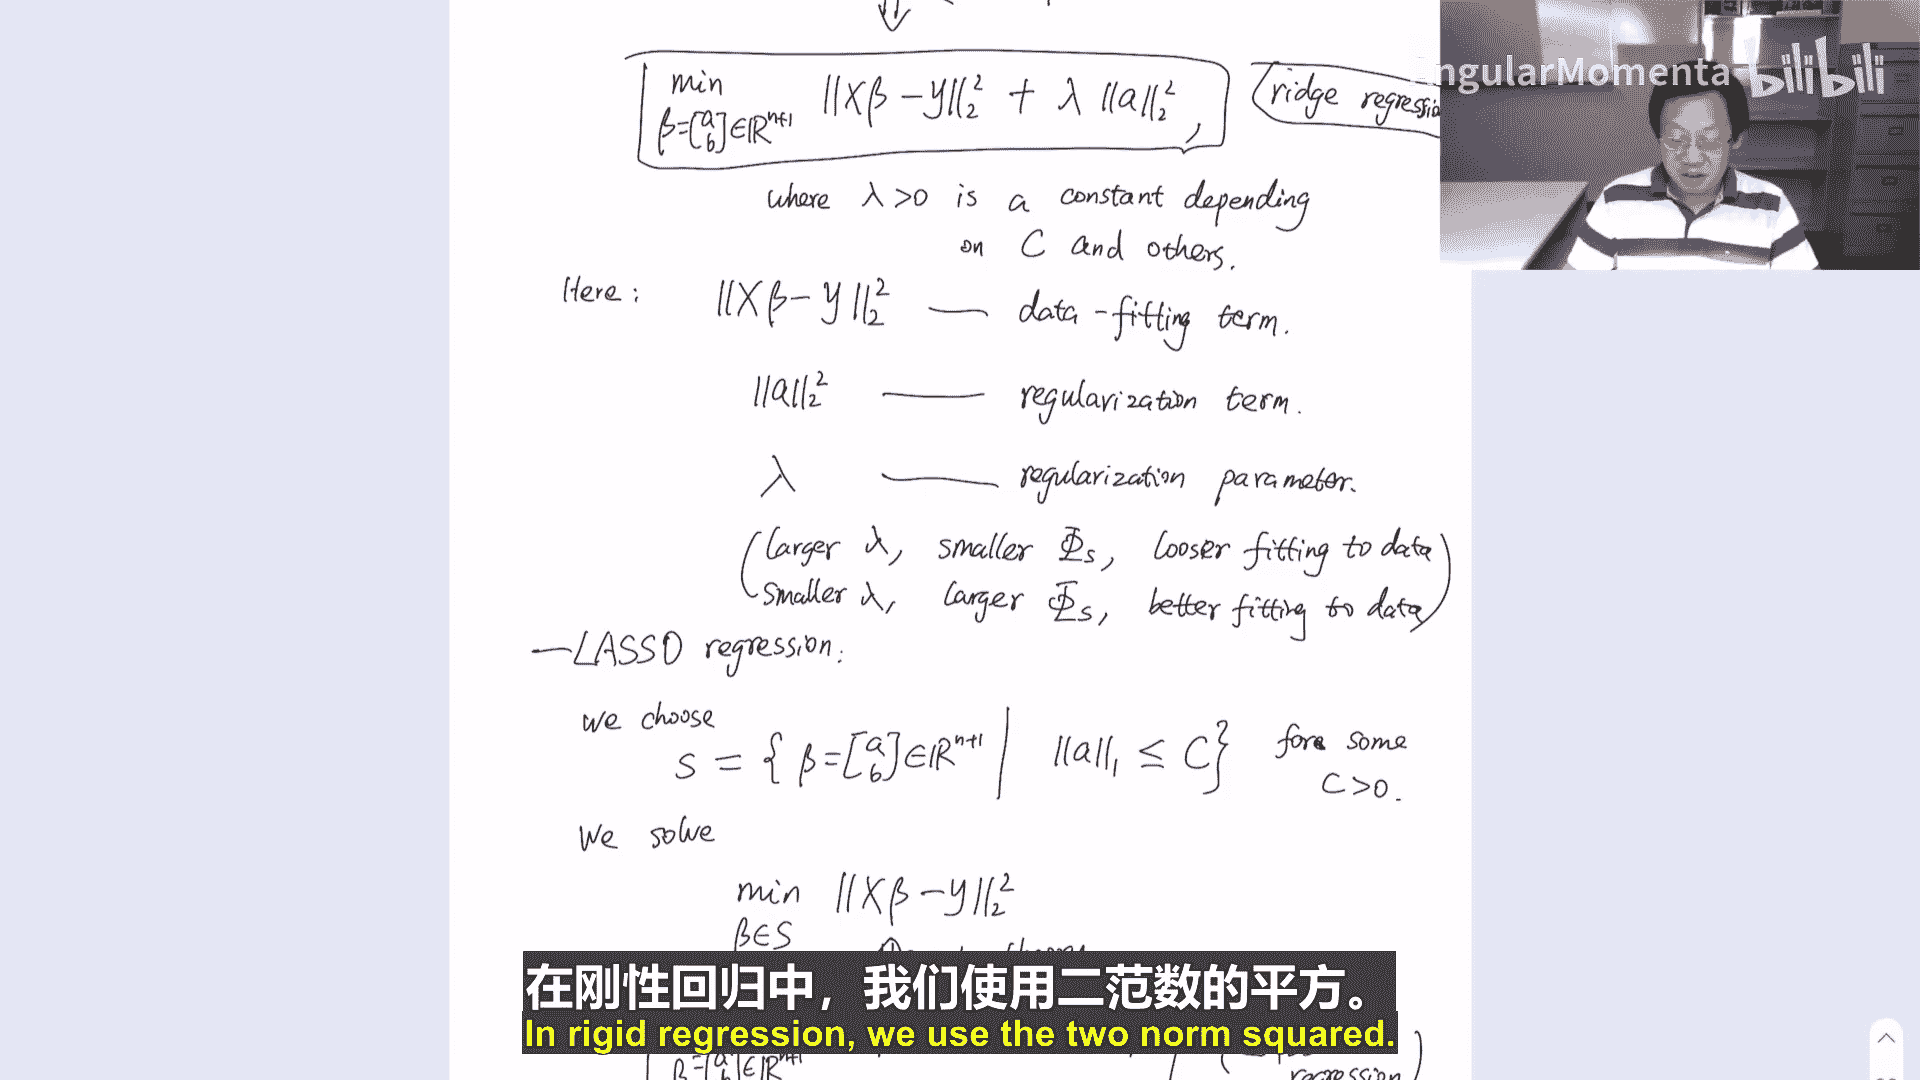 min ‖Xβ-Y‖₂² + λ‖a‖₂²,
β=[a b]∈ℝⁿ⁺¹
ridge regressio
ngularMomenta bilibili
where λ>0 is a constant depending
on C and others.
Here: ‖Xβ-Y‖₂² — data-fitting term.
‖a‖₂² — regularization term.
λ — regularization parameter.
(larger λ, smaller Φₛ, looser fitting to data
smaller λ, larger Φₛ, better fitting to data)
—LASSO regression:
we choose
S = { β=[a b]∈ℝⁿ⁺¹ | ‖a‖₁ ≤ C} for some
C>0.
We solve
min ‖Xβ-Y‖₂²
β∈S
在刚性回归中，我们使用二范数的平方。
In rigid regression, we use the two norm squared.
β=[a b]∈ℝⁿ⁺¹
regression